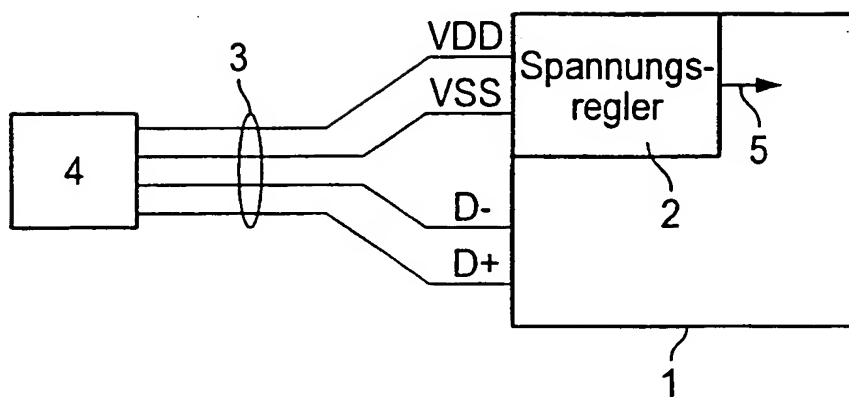 VDD
3
VSS
Spannungs-
regler
5
4
2
D-
D+
1